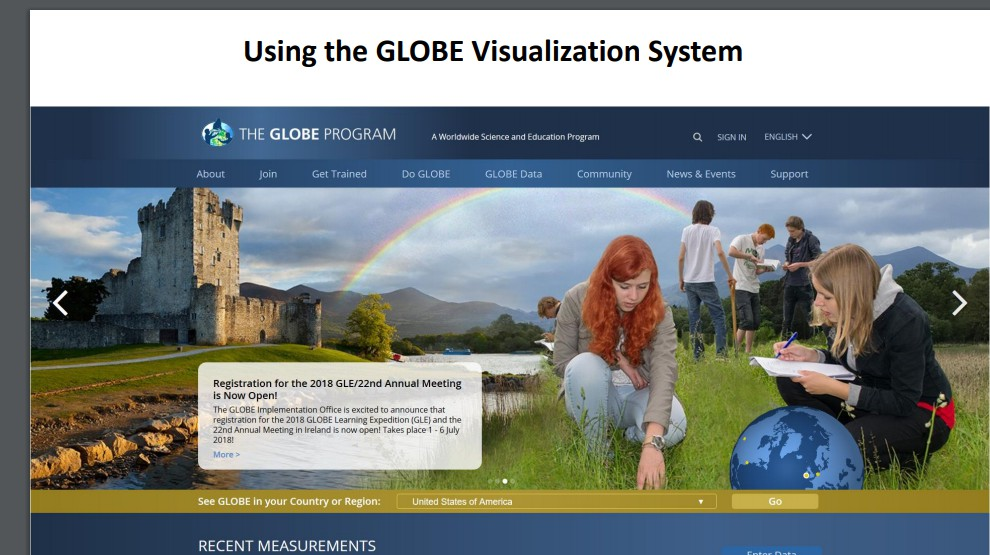 Using the GLOBE Visualization System
THE GLOBE PROGRAM
A Worldwide Science and Education Program
SIGN IN
ENGLISH
About
Join
Get Trained
Do GLOBE
GLOBE Data
Community
News & Events
Support
Registration for the 2018 GLE/22nd Annual Meeting
is Now Open!
The GLOBE Implementation Office is excited to announce that
registration for the 2018 GLOBE Learning Expedition (GLE) and the
22nd Annual Meeting in Ireland is now open! Takes place 1 - 6 July
2018!
More >
See GLOBE in your Country or Region:
United States of America
Go
RECENT MEASUREMENTS
Enter Data